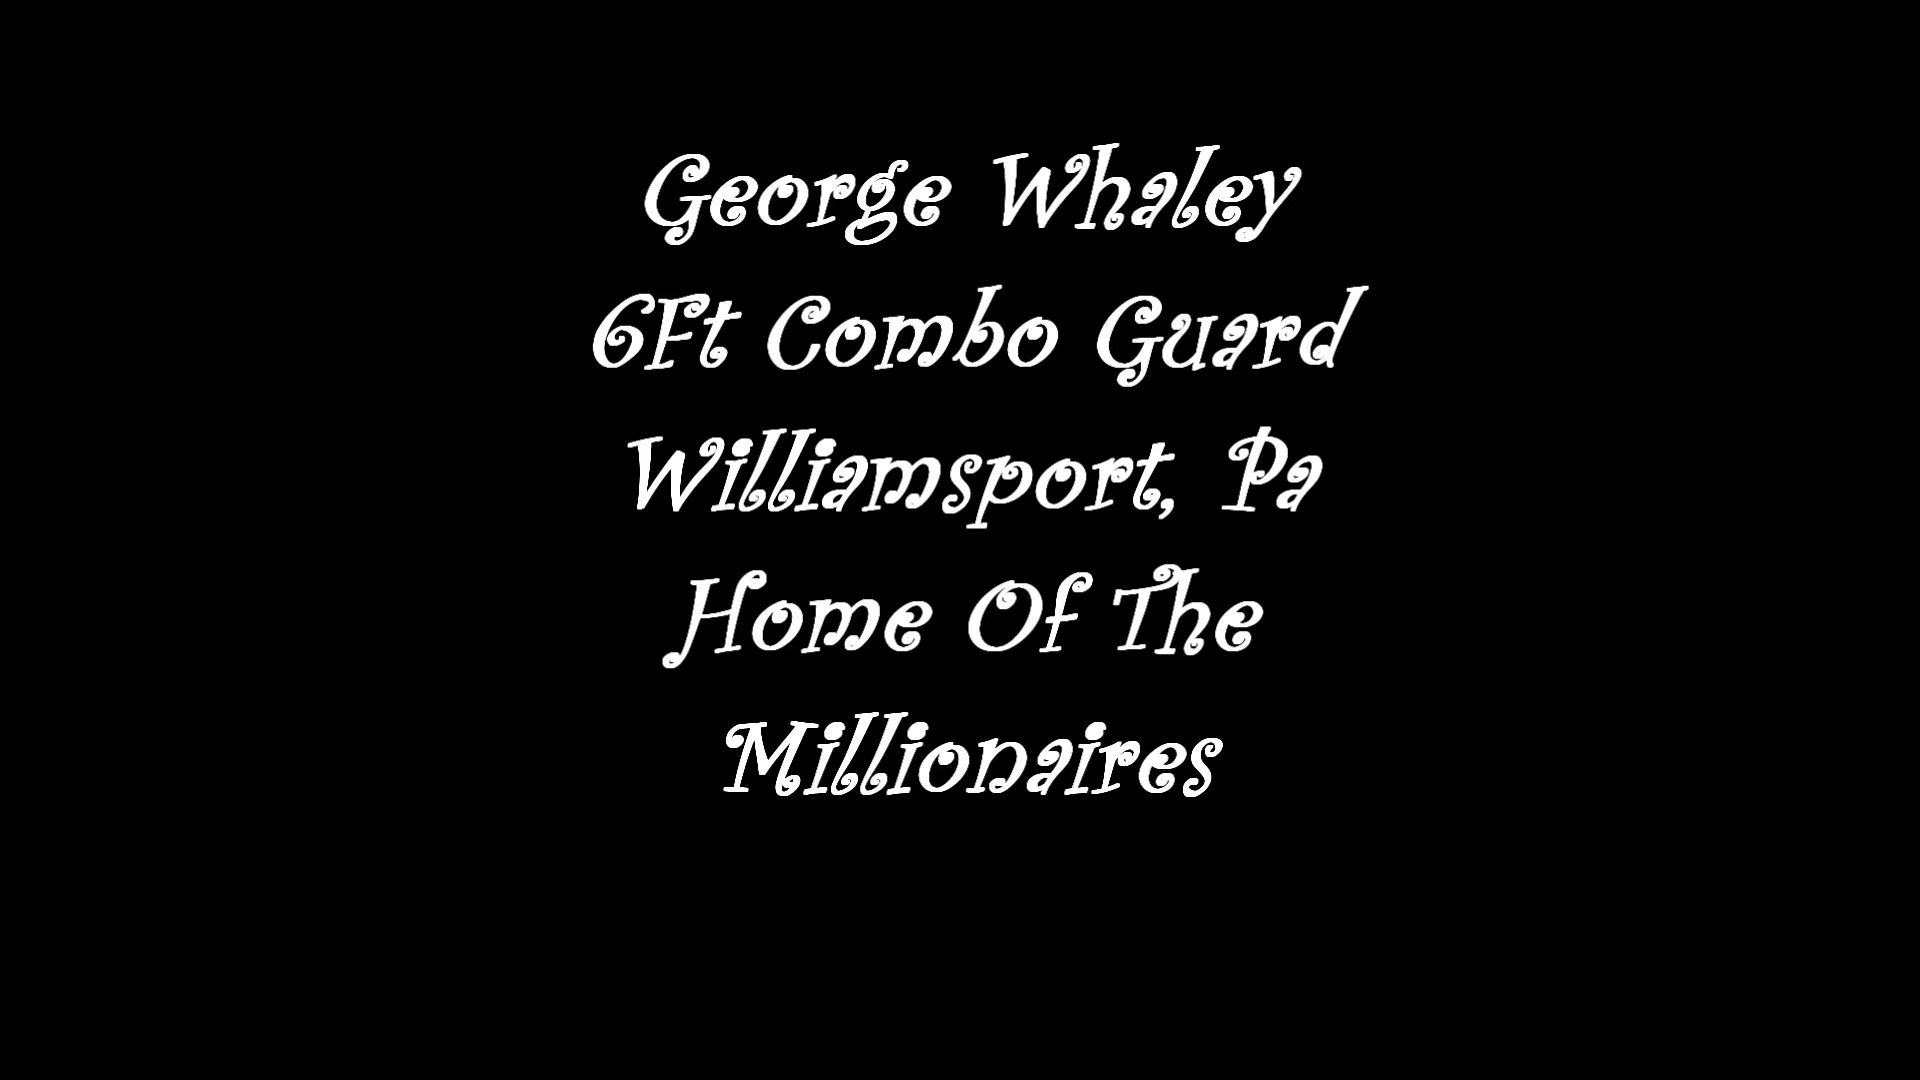 George Whaley
6Ft Combo Guard
Williamsport, Pa
Home Of The
Millionaires